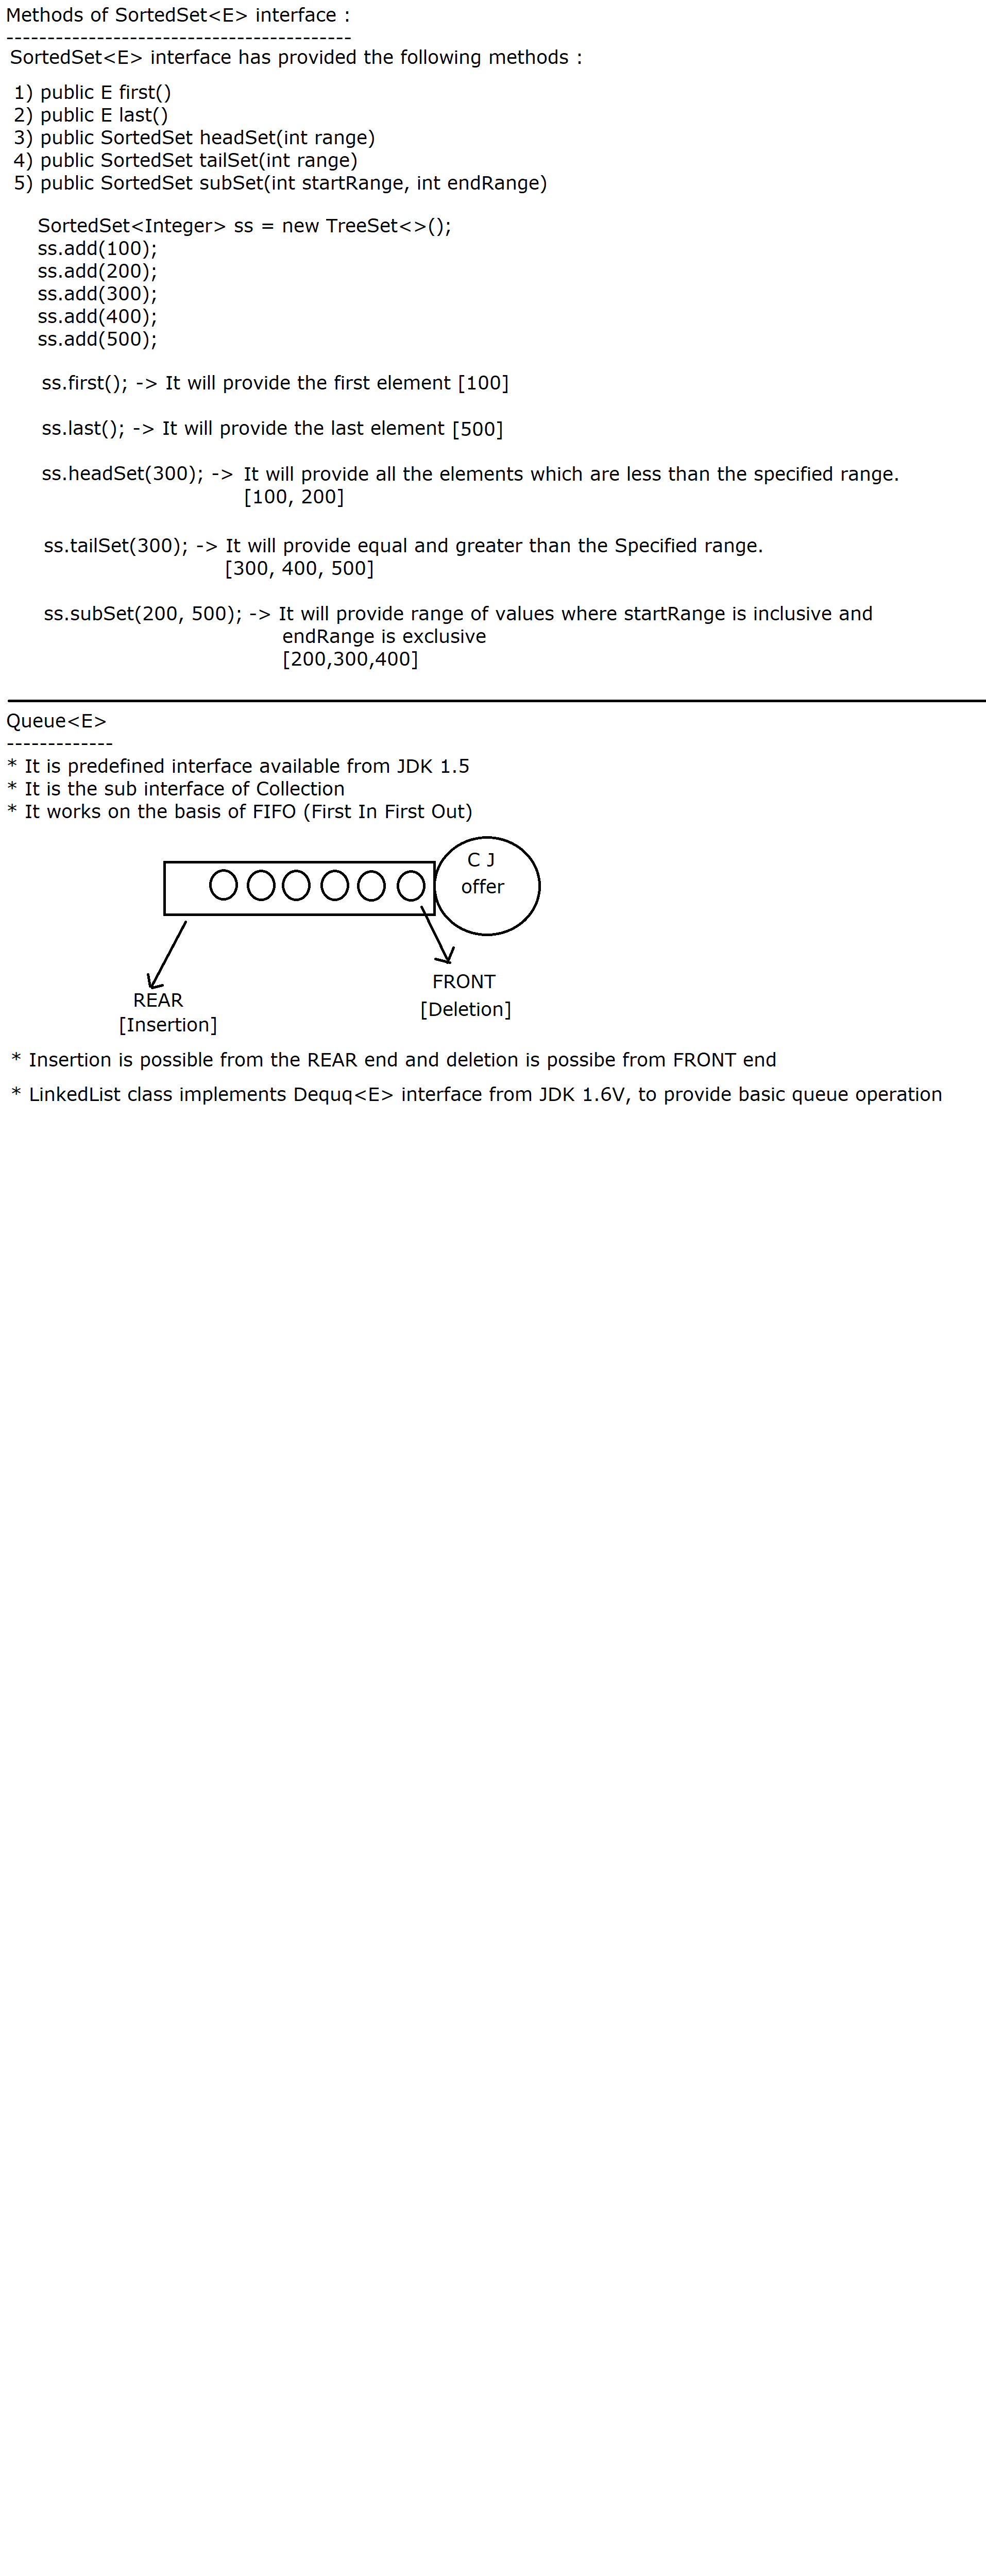 Methods of SortedSet<E> interface :
------------------------------------------
SortedSet<E> interface has provided the following methods :
1) public E first()
2) public E last()
3) public SortedSet headSet(int range)
4) public SortedSet tailSet(int range)
5) public SortedSet subSet(int startRange, int endRange)
SortedSet<Integer> ss = new TreeSet<>();
ss.add(100);
ss.add(200);
ss.add(300);
ss.add(400);
ss.add(500);
ss.first(); -> It will provide the first element [100]
ss.last(); -> It will provide the last element [500]
ss.headSet(300); -> It will provide all the elements which are less than the specified range.
[100, 200]
ss.tailSet(300); -> It will provide equal and greater than the Specified range.
[300, 400, 500]
ss.subSet(200, 500); -> It will provide range of values where startRange is inclusive and
endRange is exclusive
[200,300,400]
Queue<E>
-------------
* It is predefined interface available from JDK 1.5
* It is the sub interface of Collection
* It works on the basis of FIFO (First In First Out)
C J
offer
FRONT
[Deletion]
REAR
[Insertion]
* Insertion is possible from the REAR end and deletion is possibe from FRONT end
* LinkedList class implements Dequq<E> interface from JDK 1.6V, to provide basic queue operation